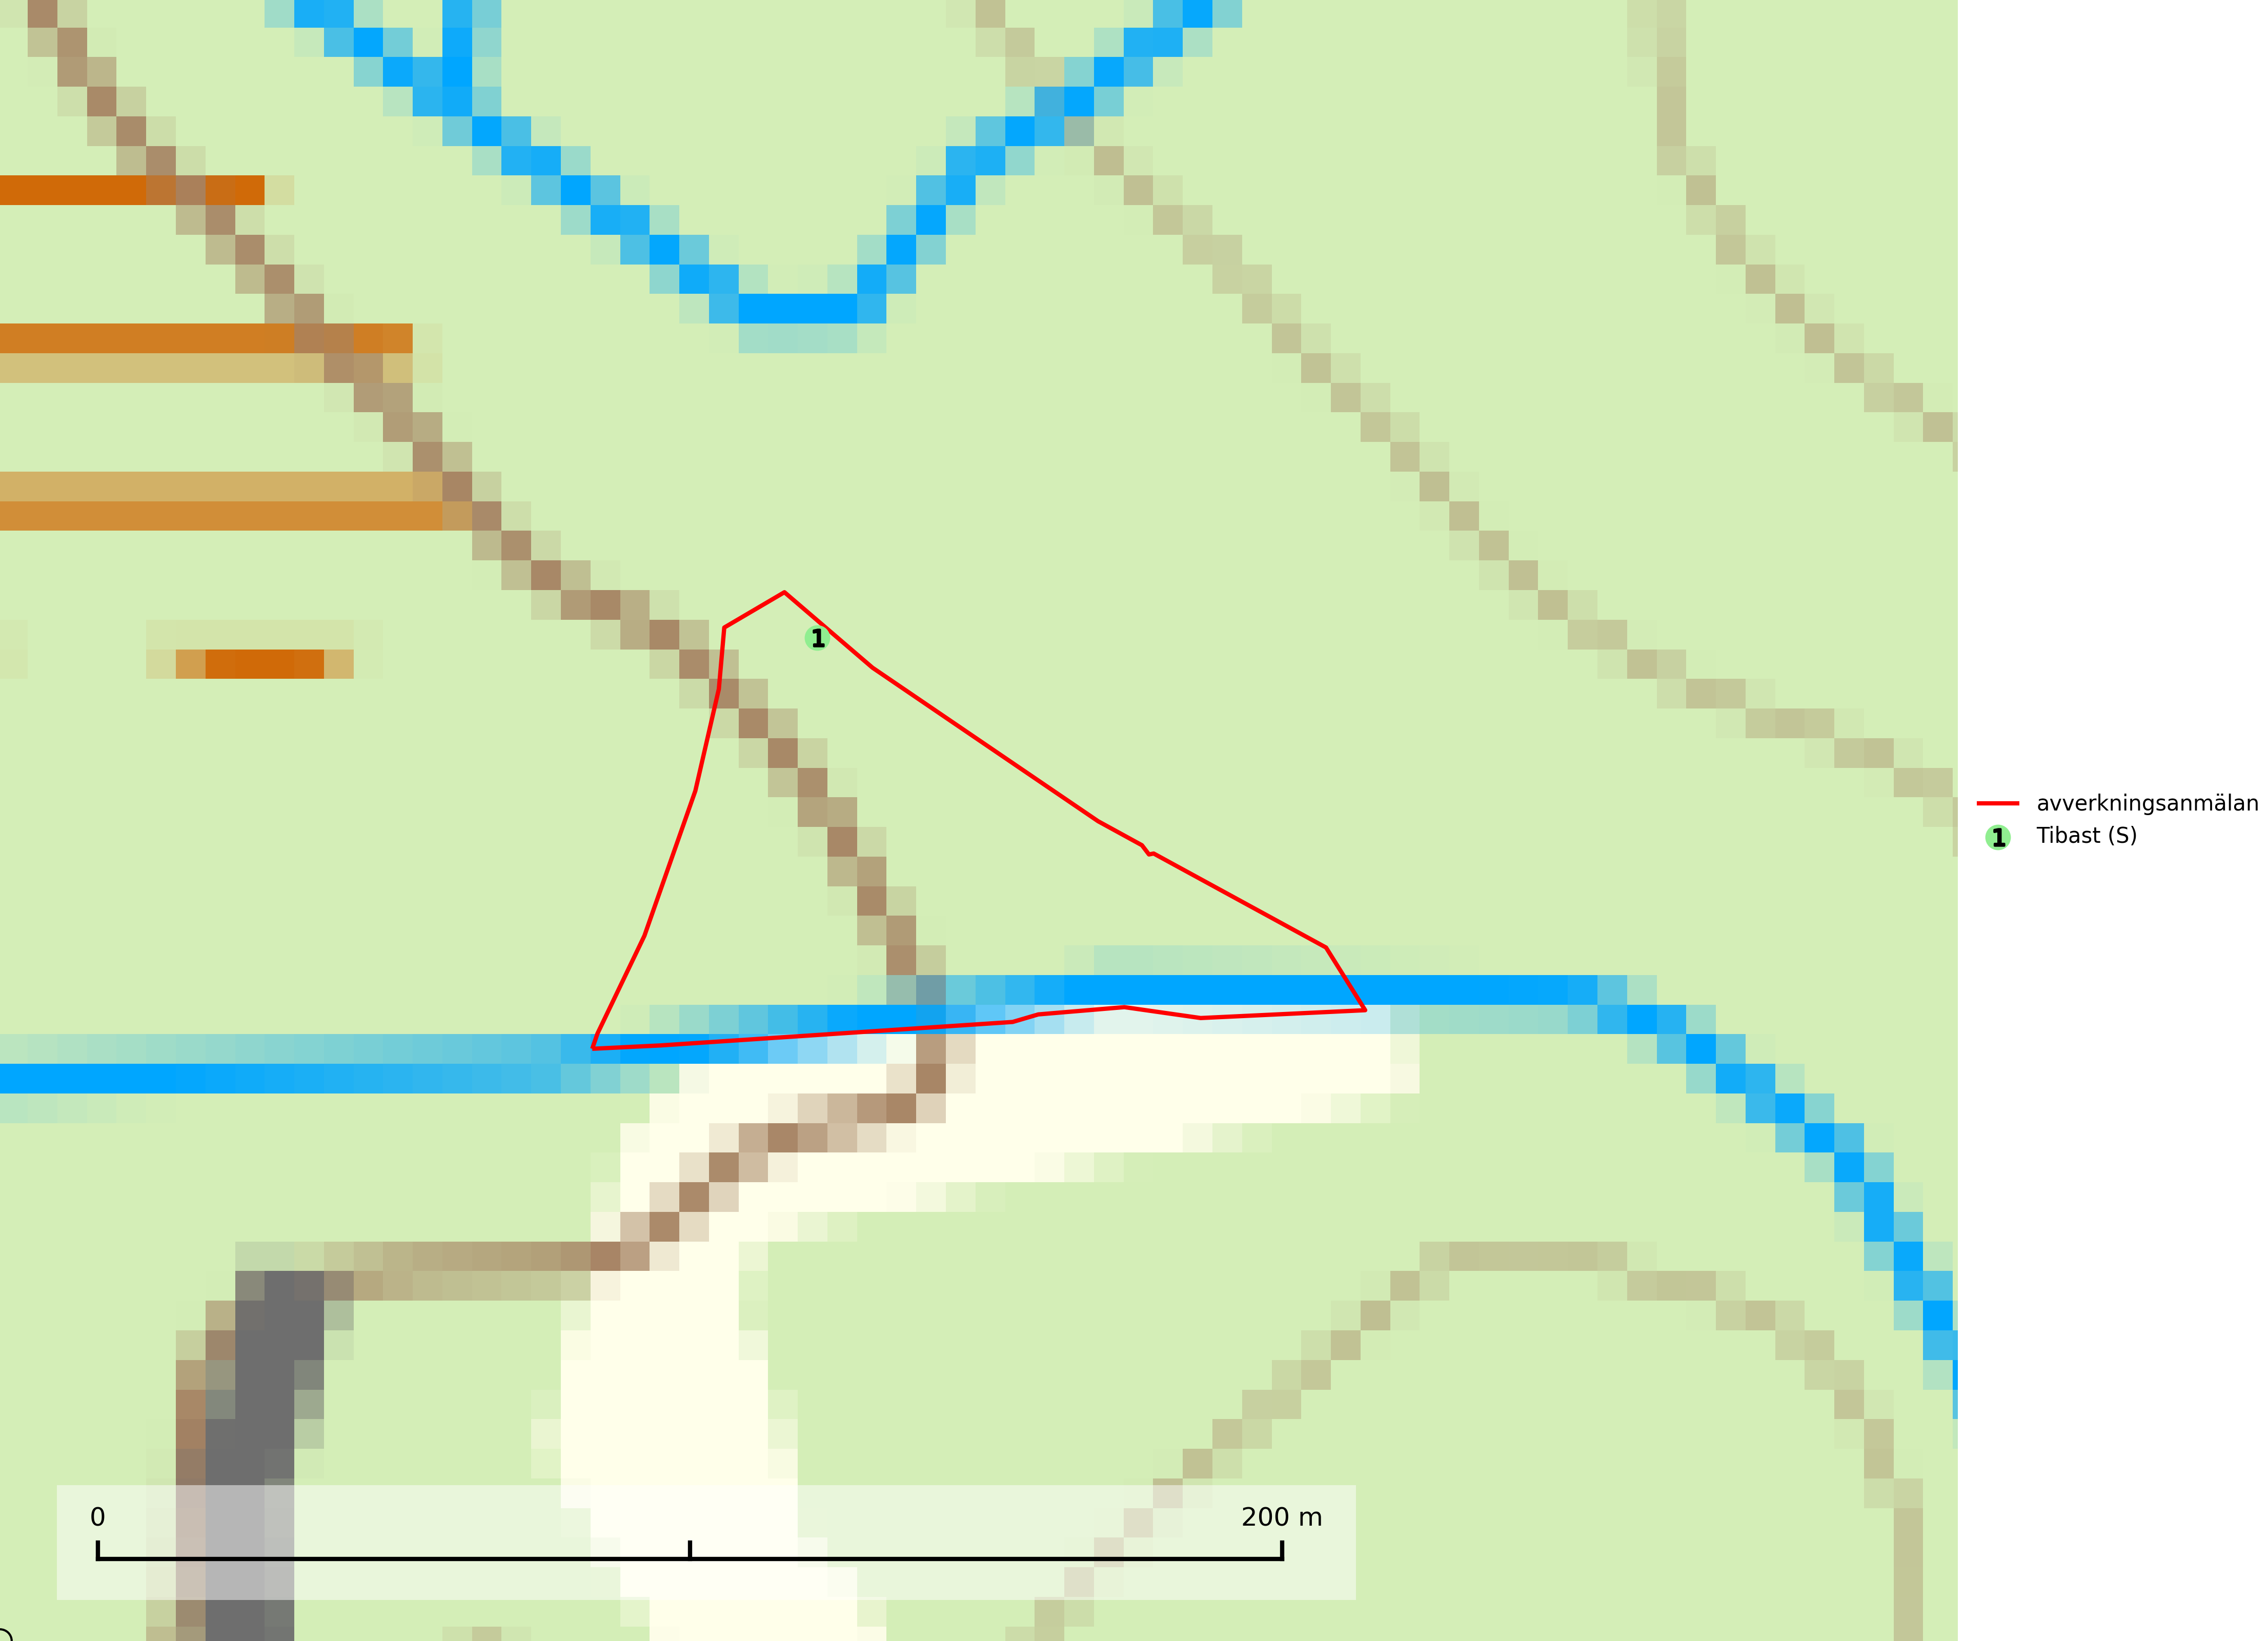 1
avverkningsanmälan
1 Tibast (S)
0 200 m